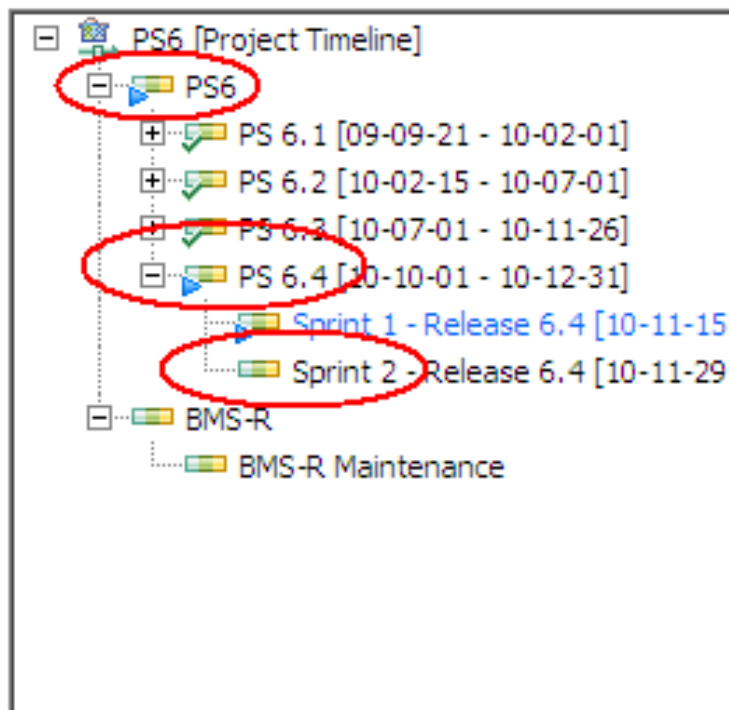 PS6 [Project Timeline]
PS6
PS 6.1 [09-09-21 - 10-02-01]
PS 6.2 [10-02-15 - 10-07-01]
PS 6.3 [10-07-01 - 10-11-26]
PS 6.4 [10-10-01 - 10-12-31]
Sprint 1 - Release 6.4 [10-11-15
Sprint 2 - Release 6.4 [10-11-29
BMS-R
BMS-R Maintenance